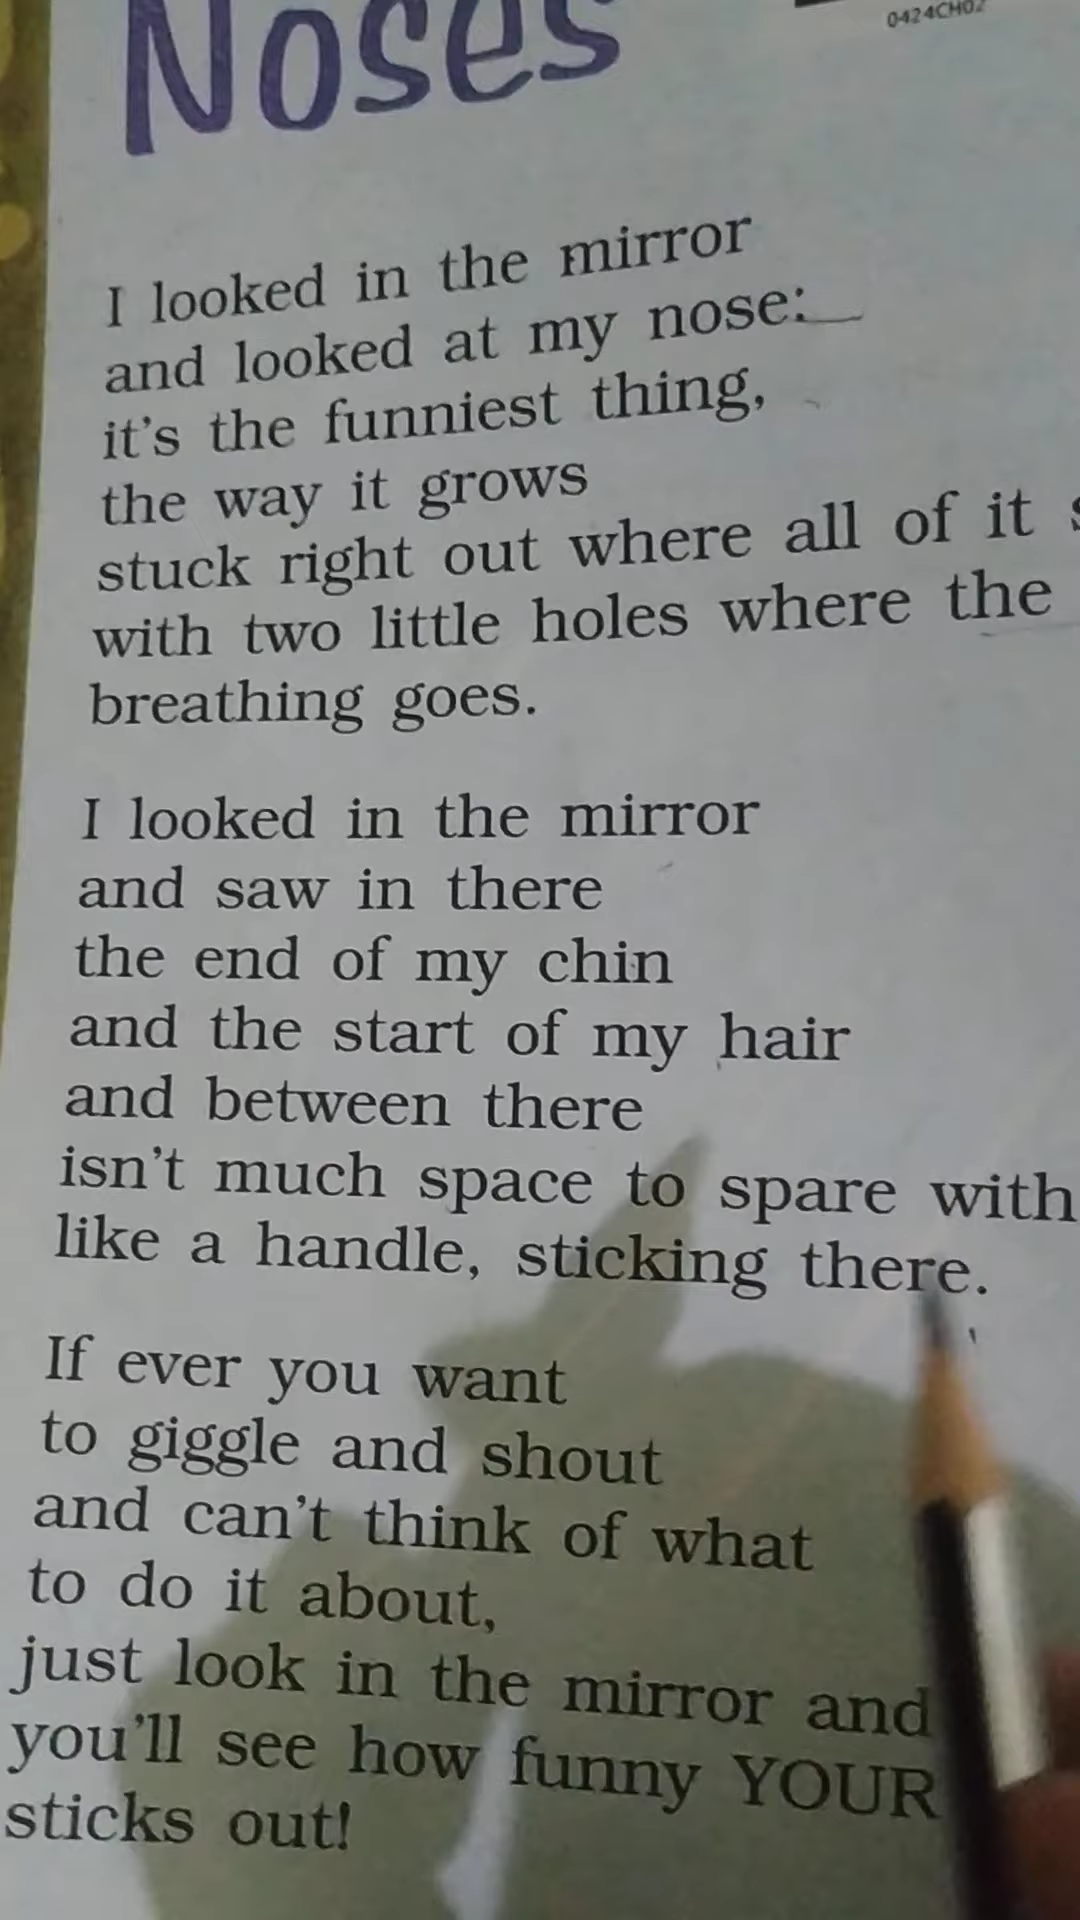 Noses
0424CH02
I looked in the mirror
and looked at my nose:
it's the funniest thing,
the way it grows
stuck right out where all of it
with two little holes where the
breathing goes.
I looked in the mirror
and saw in there
the end of my chin
and the start of my hair
and between there
isn't much space to spare with
like a handle, sticking there.
If ever you want
to giggle and shout
and can't think of what
to do it about,
just look in the mirror and
you'll see how funny YOUR
sticks out!